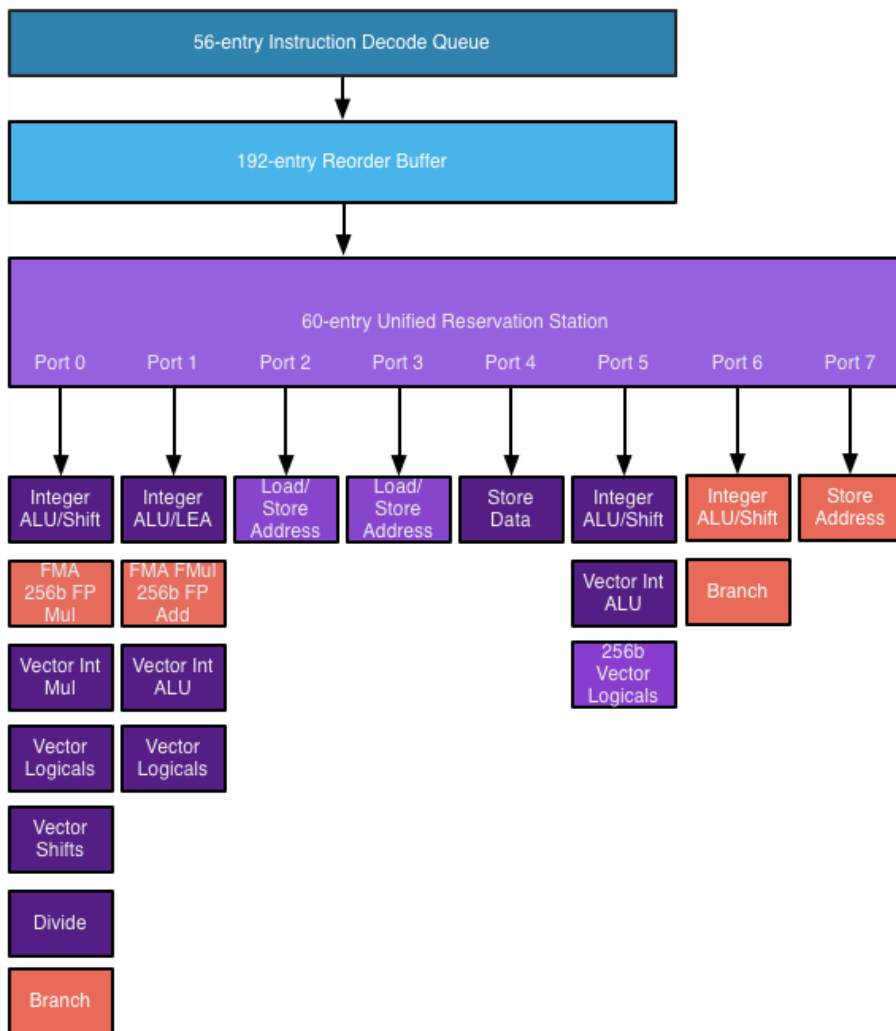 56-entry Instruction Decode Queue
192-entry Reorder Buffer
60-entry Unified Reservation Station
Port 0
Port 1
Port 2
Port 3
Port 4
Port 5
Port 6
Port 7
Integer
ALU/Shift
Integer
ALU/LEA
Load/
Store
Address
Load/
Store
Address
Store
Data
Integer
ALU/Shift
Integer
ALU/Shift
Store
Address
FMA
256b FP
Mul
FMA FMul
256b FP
Add
Vector Int
ALU
Branch
Vector Int
Mul
Vector Int
ALU
256b
Vector
Logicals
Vector
Logicals
Vector
Logicals
Vector
Shifts
Divide
Branch